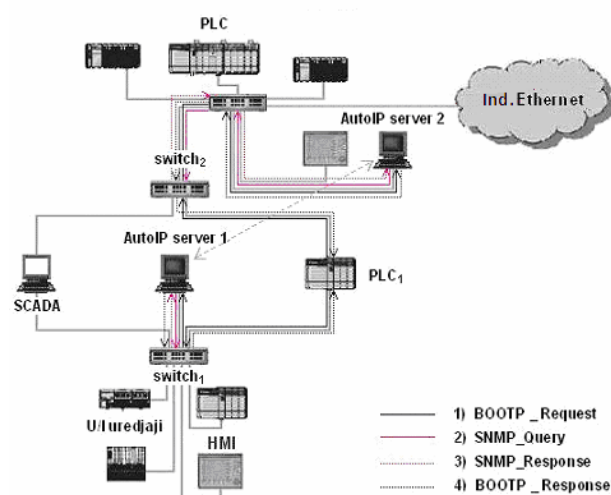 PLC
Ind.Ethernet
AutoIP server 2
switch2
AutoIP server 1
PLC1
SCADA
switch1
U/I uredjaji
HMI
1) BOOTP _Request
2) SNMP_Query
3) SNMP_Response
4) BOOTP _Response